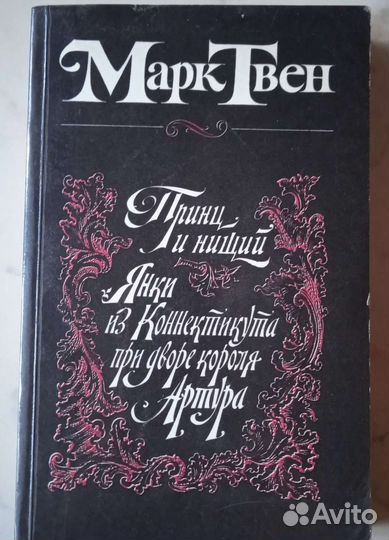 Марк Твен
Принц
и нищий
Янки
из Коннектикута
при дворе короля
Артура
Avito